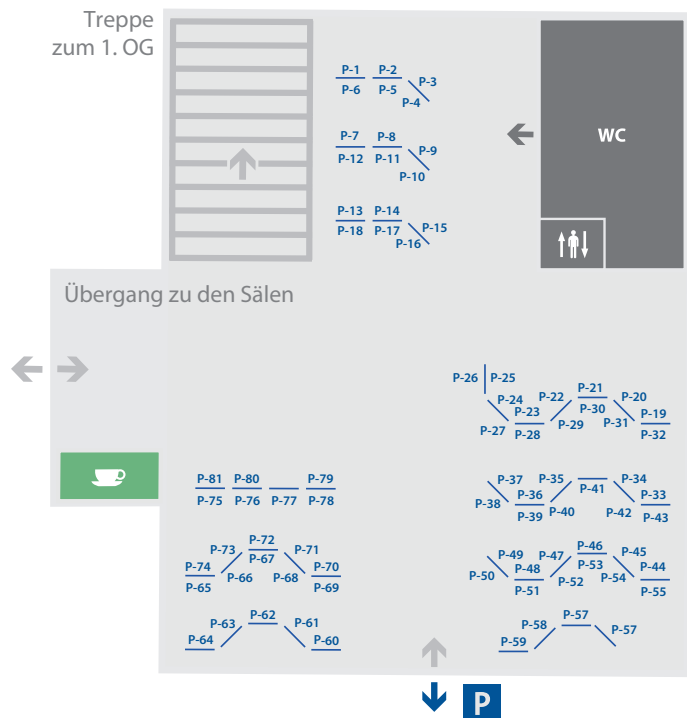 Treppe
zum 1. OG
P-1 P-2
P-3
P-6 P-5
P-4
WC
P-7 P-8
P-9
P-12 P-11
P-10
P-13 P-14
P-15
P-18 P-17
P-16
Übergang zu den Sälen
P-26 P-25
P-21
P-24 P-22 P-20
P-23 P-30 P-19
P-27 P-28 P-29 P-31 P-32
P-81 P-80 P-79
P-75 P-76 P-77 P-78
P-37 P-35 P-34
P-41
P-36 P-33
P-38 P-39 P-40 P-42 P-43
P-72
P-73 P-71
P-67
P-74 P-70
P-66 P-68
P-65 P-69
P-46
P-49 P-47 P-45
P-48 P-53 P-44
P-50 P-52 P-54
P-51 P-55
P-62
P-63 P-61
P-64 P-60
P-57
P-58 P-57
P-59
P